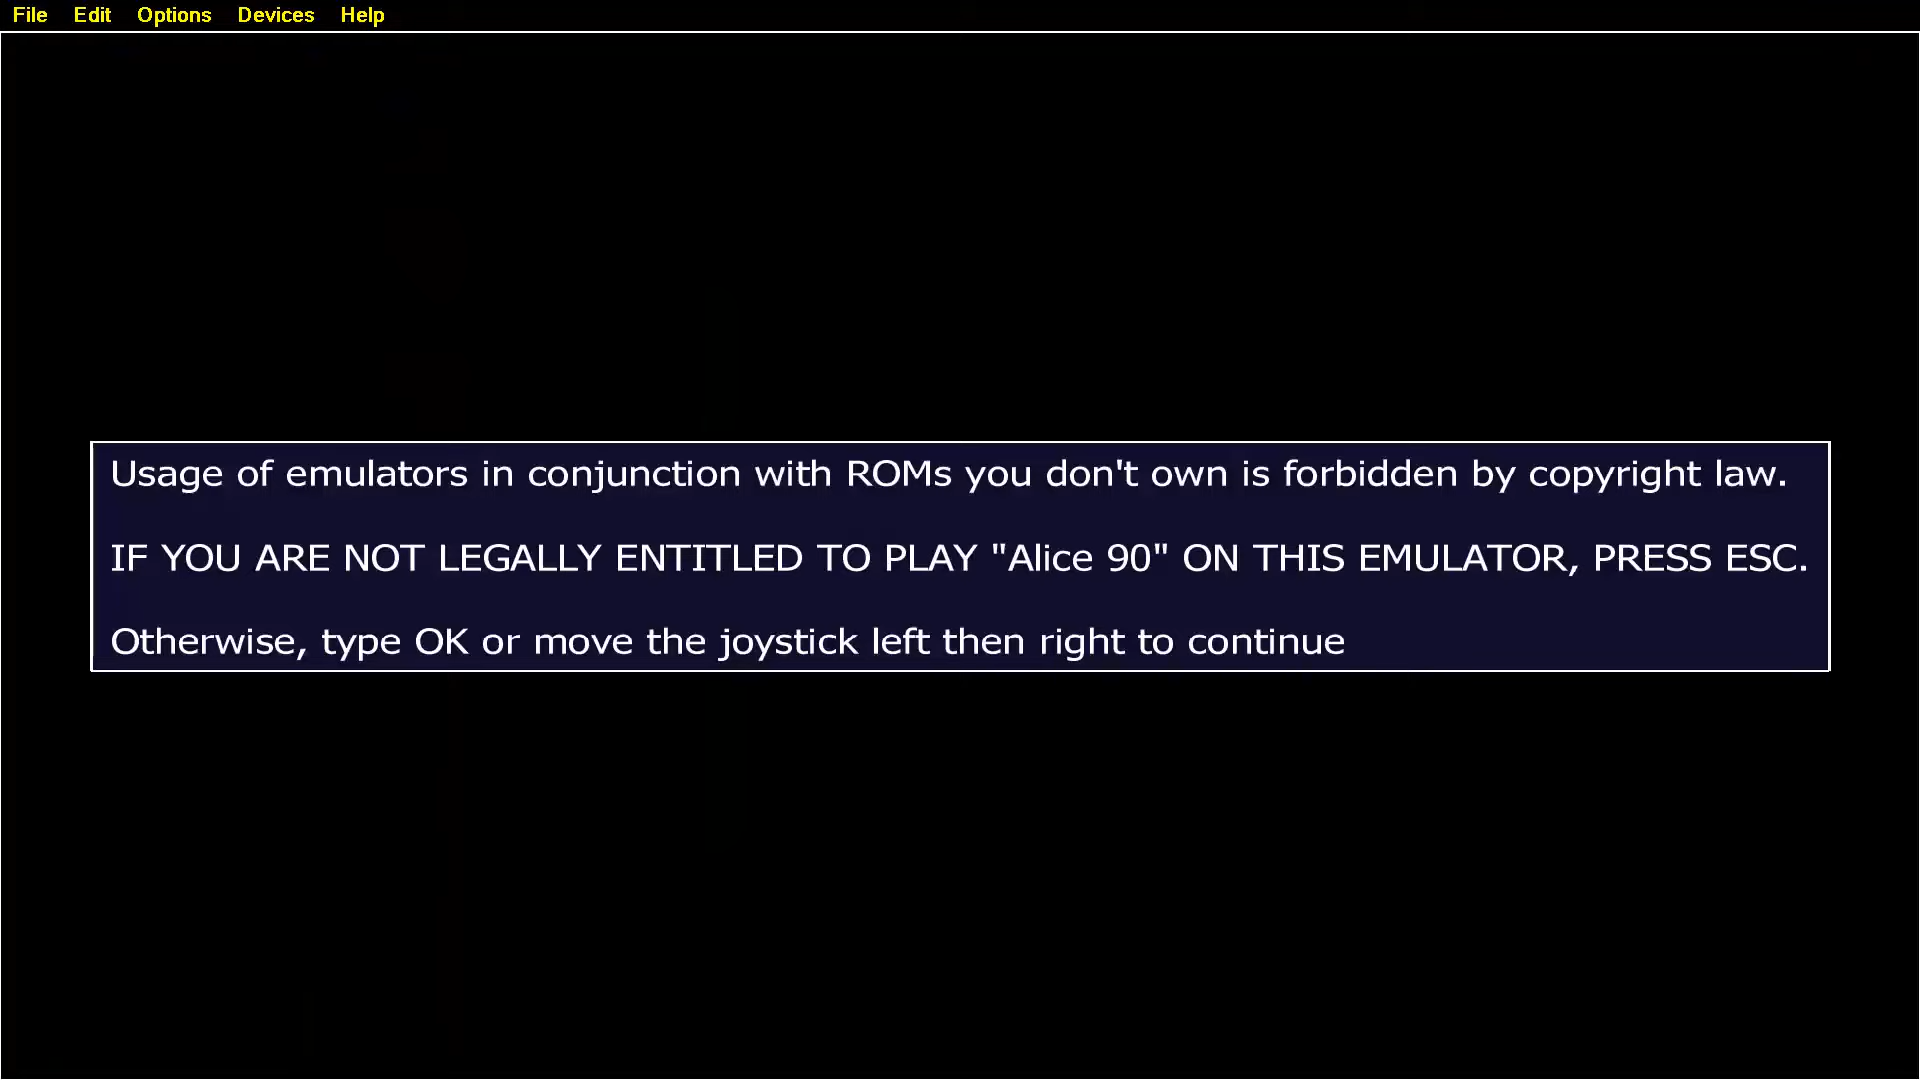 File Edit Options Devices Help
Usage of emulators in conjunction with ROMs you don't own is forbidden by copyright law.
IF YOU ARE NOT LEGALLY ENTITLED TO PLAY "Alice 90" ON THIS EMULATOR, PRESS ESC.
Otherwise, type OK or move the joystick left then right to continue